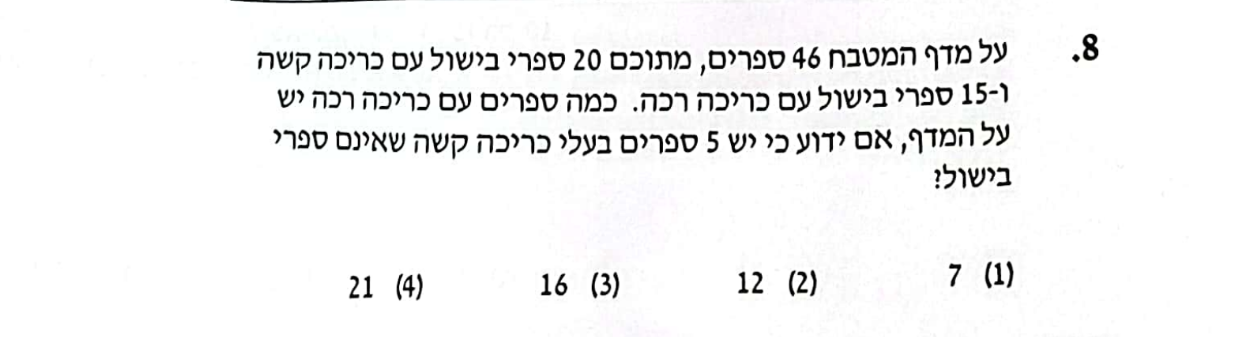 8. על מדף המטבח 46 ספרים, מתוכם 20 ספרי בישול עם כריכה קשה
ו-15 ספרי בישול עם כריכה רכה. כמה ספרים עם כריכה רכה יש
על המדף, אם ידוע כי יש 5 ספרים בעלי כריכה קשה שאינם ספרי
בישול?
(1) 7 (2) 12 (3) 16 (4) 21